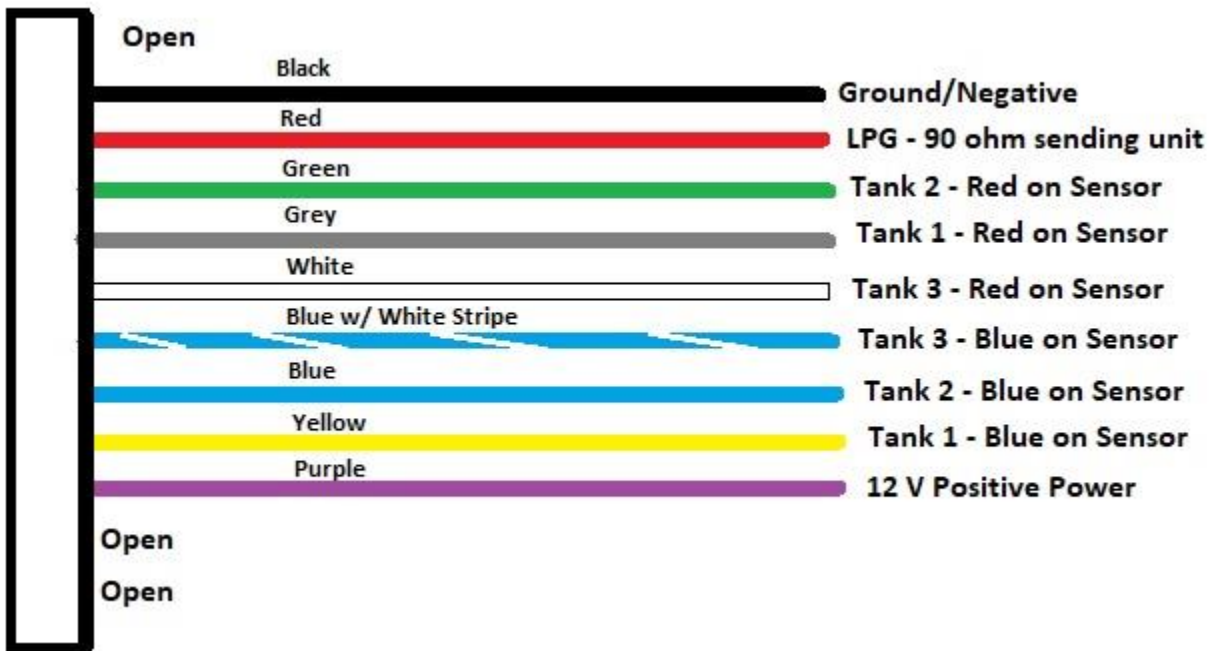 Open
Black
Ground/Negative
Red
LPG - 90 ohm sending unit
Green
Tank 2 - Red on Sensor
Grey
Tank 1 - Red on Sensor
White
Tank 3 - Red on Sensor
Blue w/ White Stripe
Tank 3 - Blue on Sensor
Blue
Tank 2 - Blue on Sensor
Yellow
Tank 1 - Blue on Sensor
Purple
12 V Positive Power
Open
Open